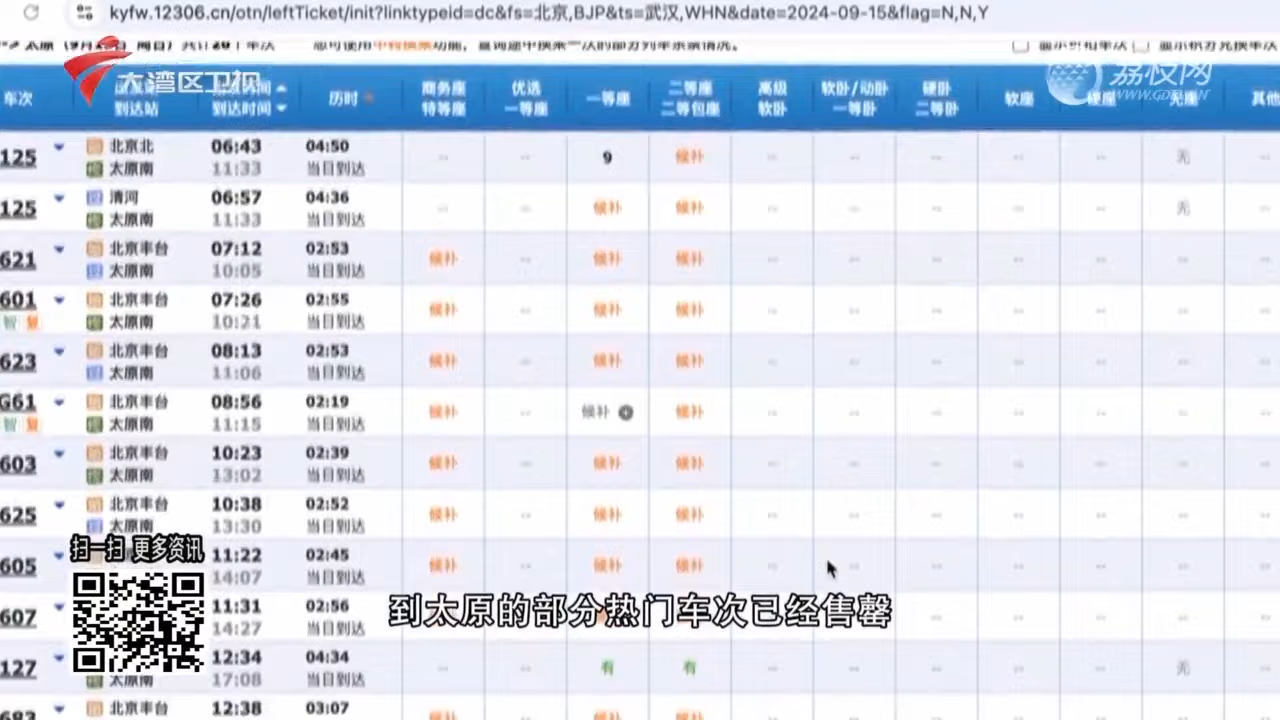 kyfw.12306.cn/otn/leftTicket/init?linktypeid=dc&fs=北京,BJP&ts=武汉,WHN&date=2024-09-15&flag=N,N,Y
大湾区卫视
荔枝网
WWW.GDTV.CN
车次 到达站 到达时间 历时 商务座 特等座 优选 一等座 一等座 二等座 二等包座 高级 软卧 软卧/动卧 一等卧 硬卧 二等卧 软座 硬座 无座 其他
125 北京北 06:43 04:50 -- -- 9 候补 -- -- -- -- -- 无 --
太原南 11:33 当日到达
125 清河 06:57 04:36 -- -- 候补 候补 -- -- -- -- -- 无 --
太原南 11:33 当日到达
621 北京丰台 07:12 02:53 候补 -- 候补 候补 -- -- -- -- -- -- --
太原南 10:05 当日到达
601 北京丰台 07:26 02:55 候补 -- 候补 候补 -- -- -- -- -- -- --
智 复 太原南 10:21 当日到达
623 北京丰台 08:13 02:53 候补 -- 候补 候补 -- -- -- -- -- -- --
太原南 11:06 当日到达
G61 北京丰台 08:56 02:19 候补 -- 候补 候补 -- -- -- -- -- -- --
智 复 太原南 11:15 当日到达
603 北京丰台 10:23 02:39 候补 -- 候补 候补 -- -- -- -- -- -- --
太原南 13:02 当日到达
625 北京丰台 10:38 02:52 候补 -- 候补 候补 -- -- -- -- -- -- --
太原南 13:30 当日到达
扫一扫 更多资讯
605 11:22 02:45 候补 -- 候补 候补 -- -- -- -- -- -- --
14:07 当日到达
607 11:31 02:56
14:27 当日到达
到太原的部分热门车次已经售罄
127 12:34 04:34 -- -- 有 有 -- -- -- -- -- 无 --
太原南 17:08 当日到达
683 北京丰台 12:38 03:07 候补 -- 候补 候补